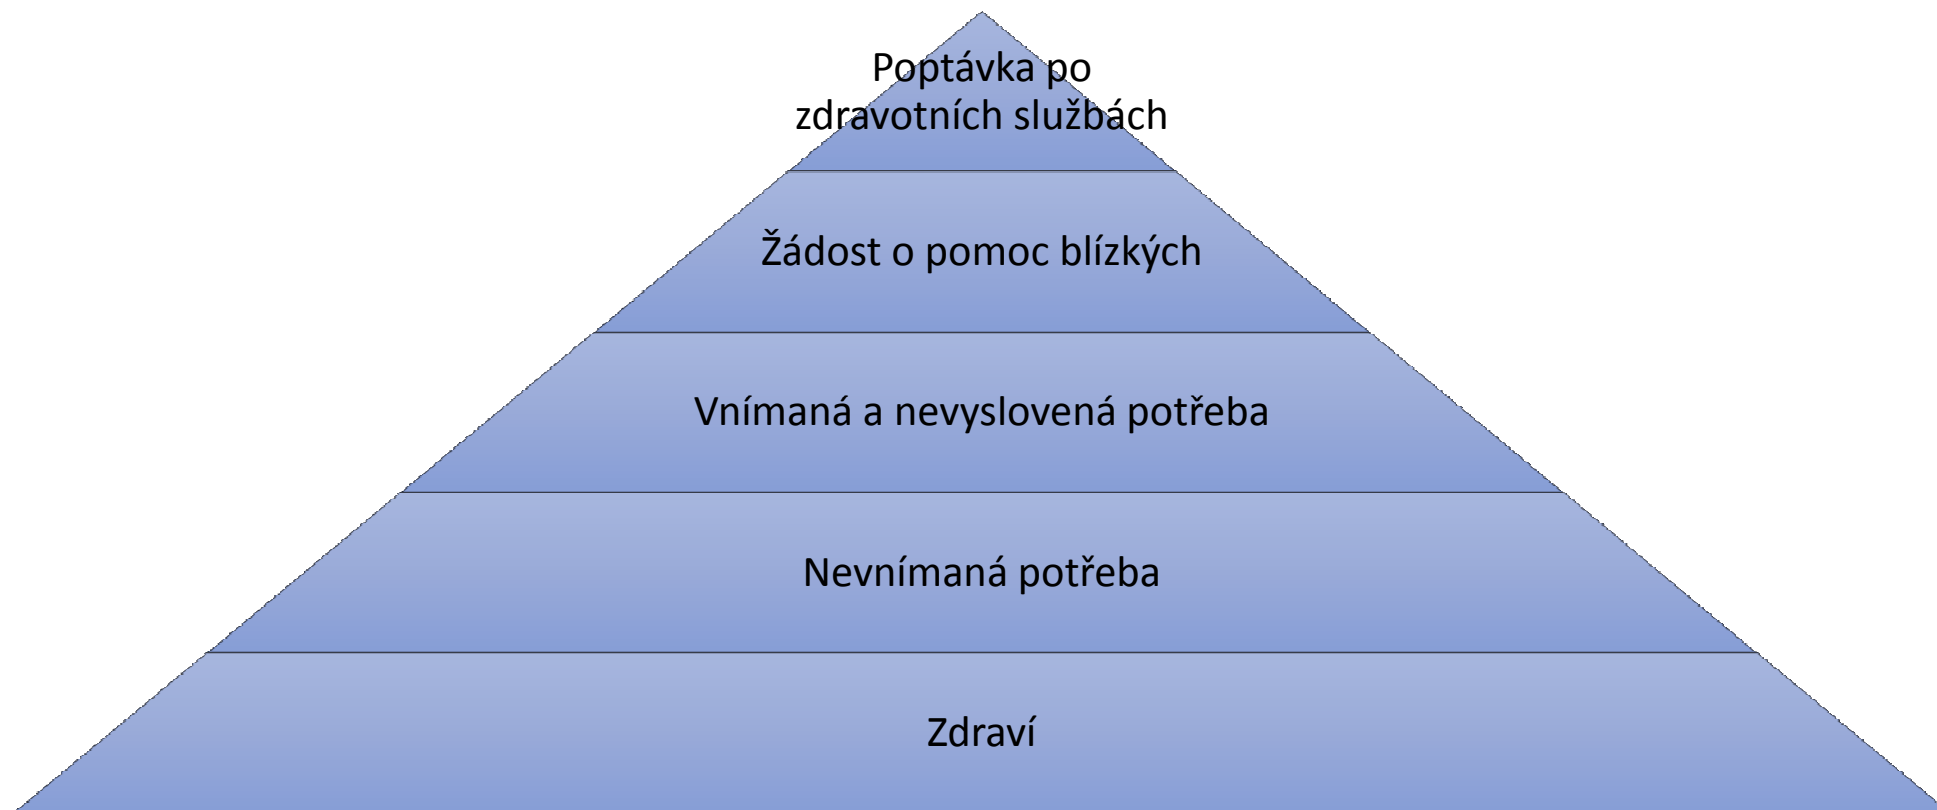 Poptávka po
zdravotních službách
Žádost o pomoc blízkých
Vnímaná a nevyslovená potřeba
Nevnímaná potřeba
Zdraví